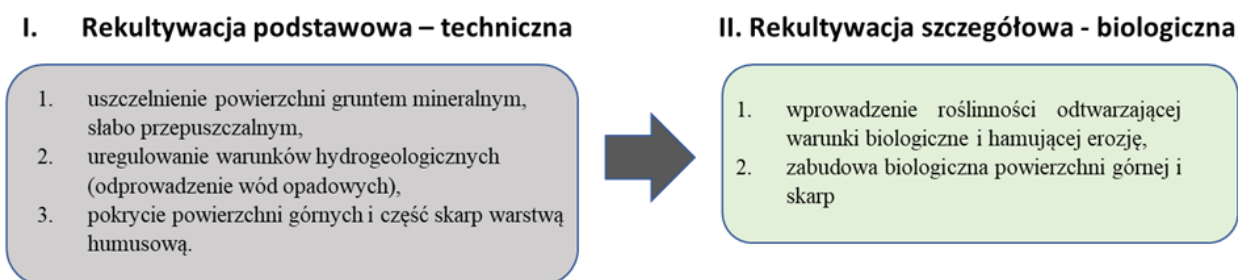 I. Rekultywacja podstawowa – techniczna
1. uszczelnienie powierzchni gruntem mineralnym,
słabo przepuszczalnym,
2. uregulowanie warunków hydrogeologicznych
(odprowadzenie wód opadowych),
3. pokrycie powierzchni górnych i część skarp warstwą
humusową.
II. Rekultywacja szczegółowa - biologiczna
1. wprowadzenie roślinności odtwarzającej
warunki biologiczne i hamującej erozję,
2. zabudowa biologiczna powierzchni górnej i
skarp